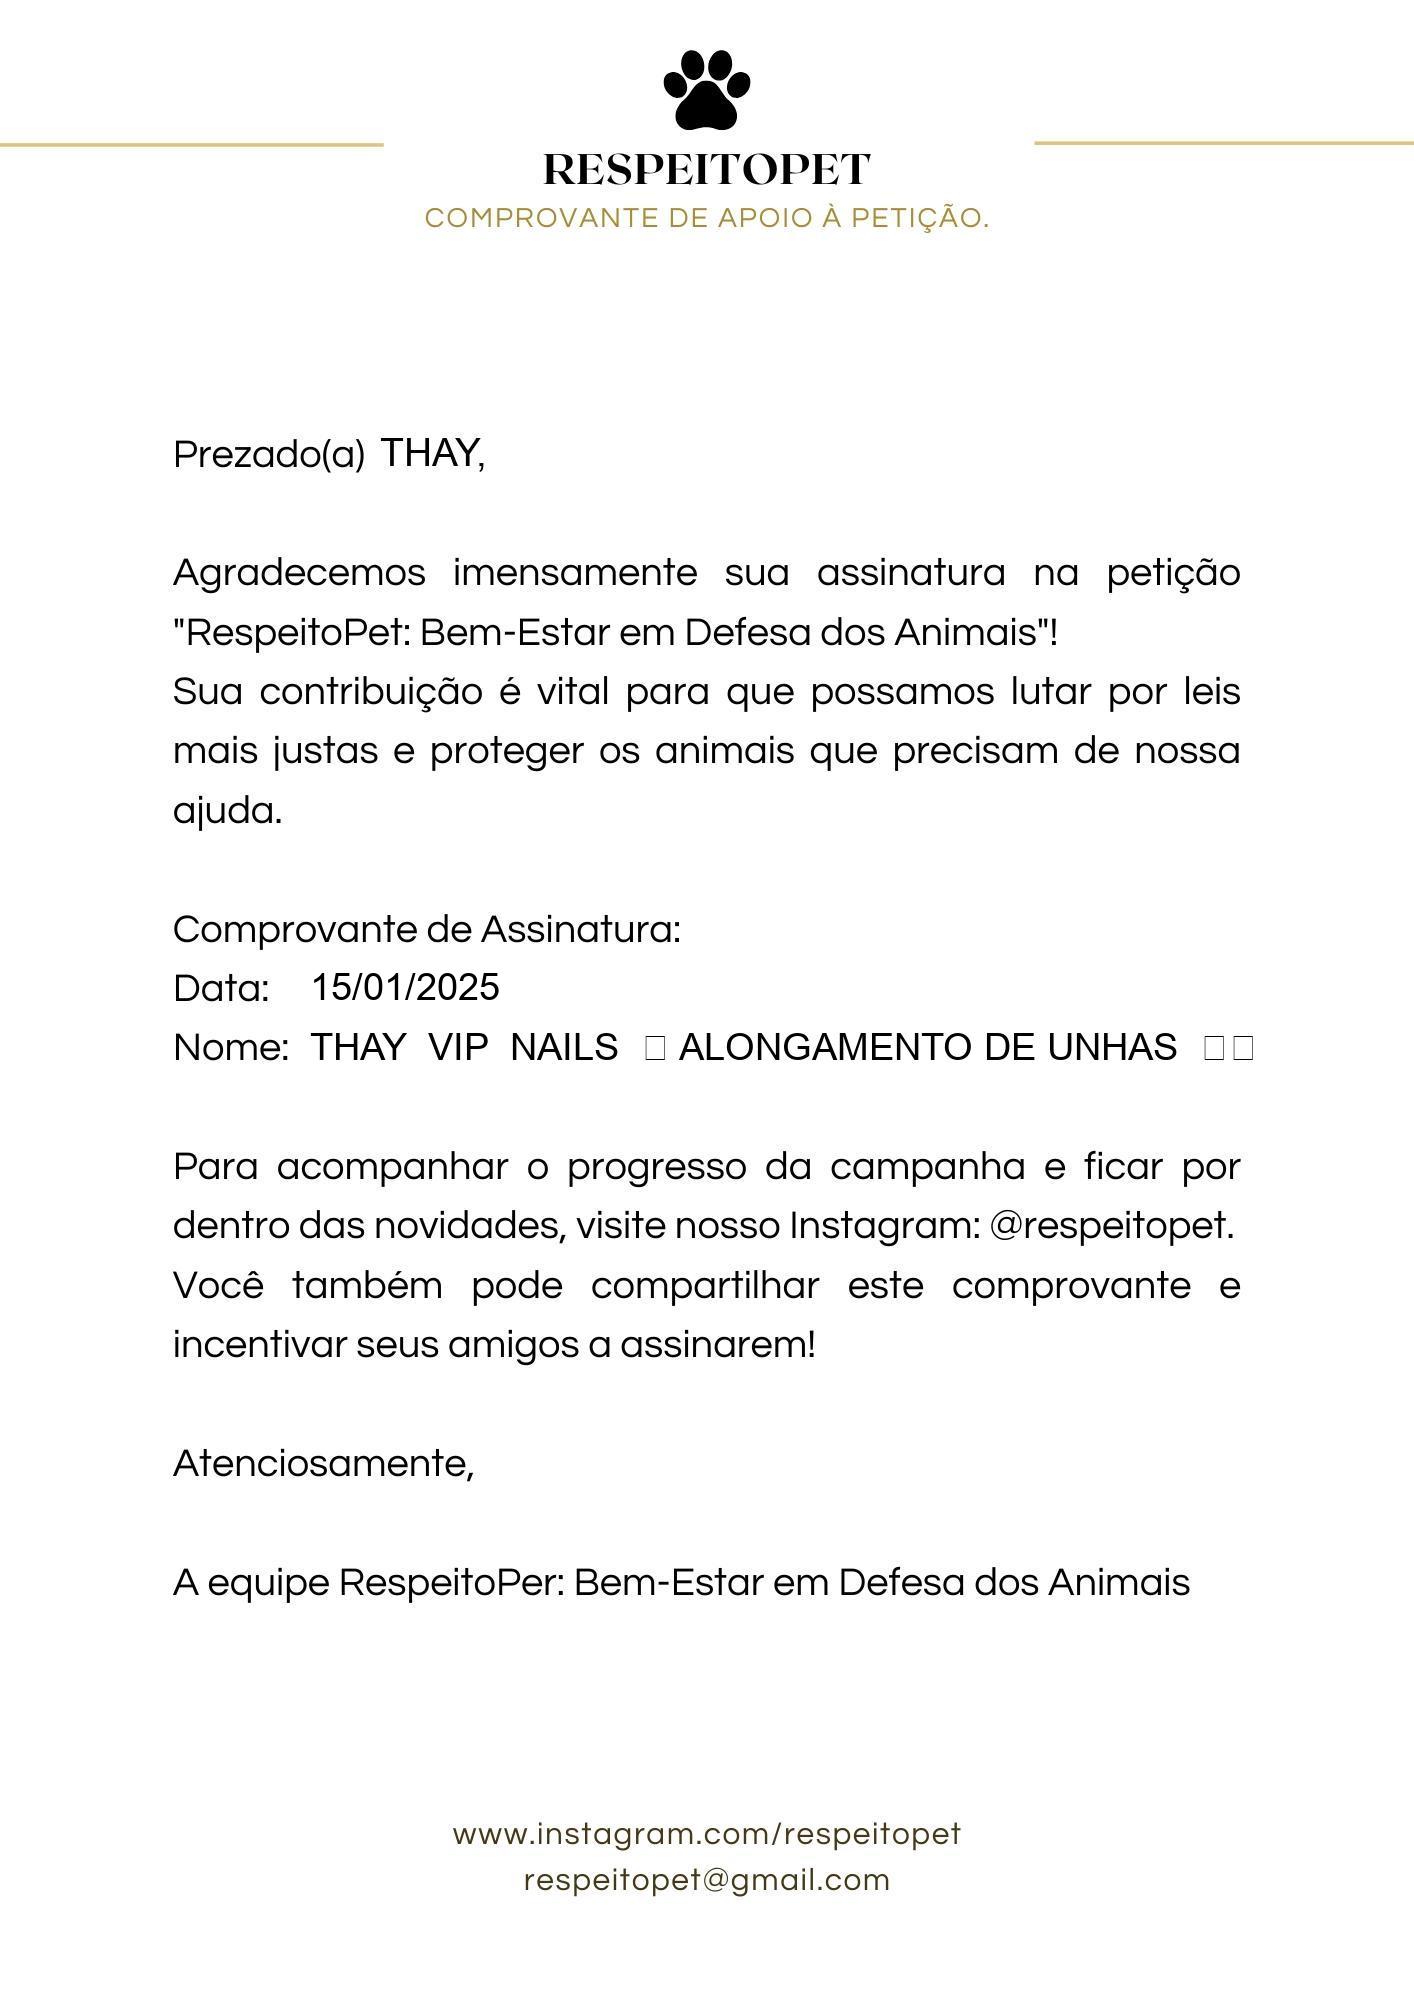 RESPEITOPET
COMPROVANTE DE APOIO À PETIÇÃO.
Prezado(a) THAY,
Agradecemos imensamente sua assinatura na petição
"RespeitoPet: Bem-Estar em Defesa dos Animais"!
Sua contribuição é vital para que possamos lutar por leis
mais justas e proteger os animais que precisam de nossa
ajuda.
Comprovante de Assinatura:
Data: 15/01/2025
Nome: THAY VIP NAILS □ ALONGAMENTO DE UNHAS □□
Para acompanhar o progresso da campanha e ficar por
dentro das novidades, visite nosso Instagram: @respeitopet.
Você também pode compartilhar este comprovante e
incentivar seus amigos a assinarem!
Atenciosamente,
A equipe RespeitoPer: Bem-Estar em Defesa dos Animais
www.instagram.com/respeitopet
respeitopet@gmail.com